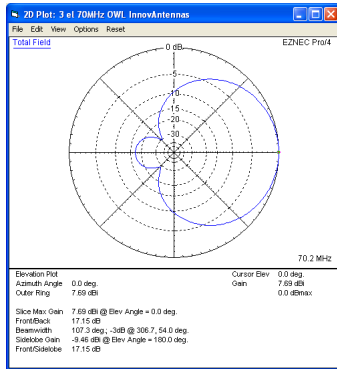 2D Plot: 3 el 70MHz OWL InnovAntennas
File Edit View Options Reset
Total Field
EZNEC Pro/4
0 dB
-5
-10
-15
-20
-30
70.2 MHz
Elevation Plot
Cursor Elev 0.0 deg.
Azimuth Angle 0.0 deg.
Gain 7.69 dBi
Outer Ring 7.69 dBi
0.0 dBmax
Slice Max Gain 7.69 dBi @ Elev Angle = 0.0 deg.
Front/Back 17.15 dB
Beamwidth 107.3 deg.; -3dB @ 306.7, 54.0 deg.
Sidelobe Gain -9.46 dBi @ Elev Angle = 180.0 deg.
Front/Sidelobe 17.15 dB